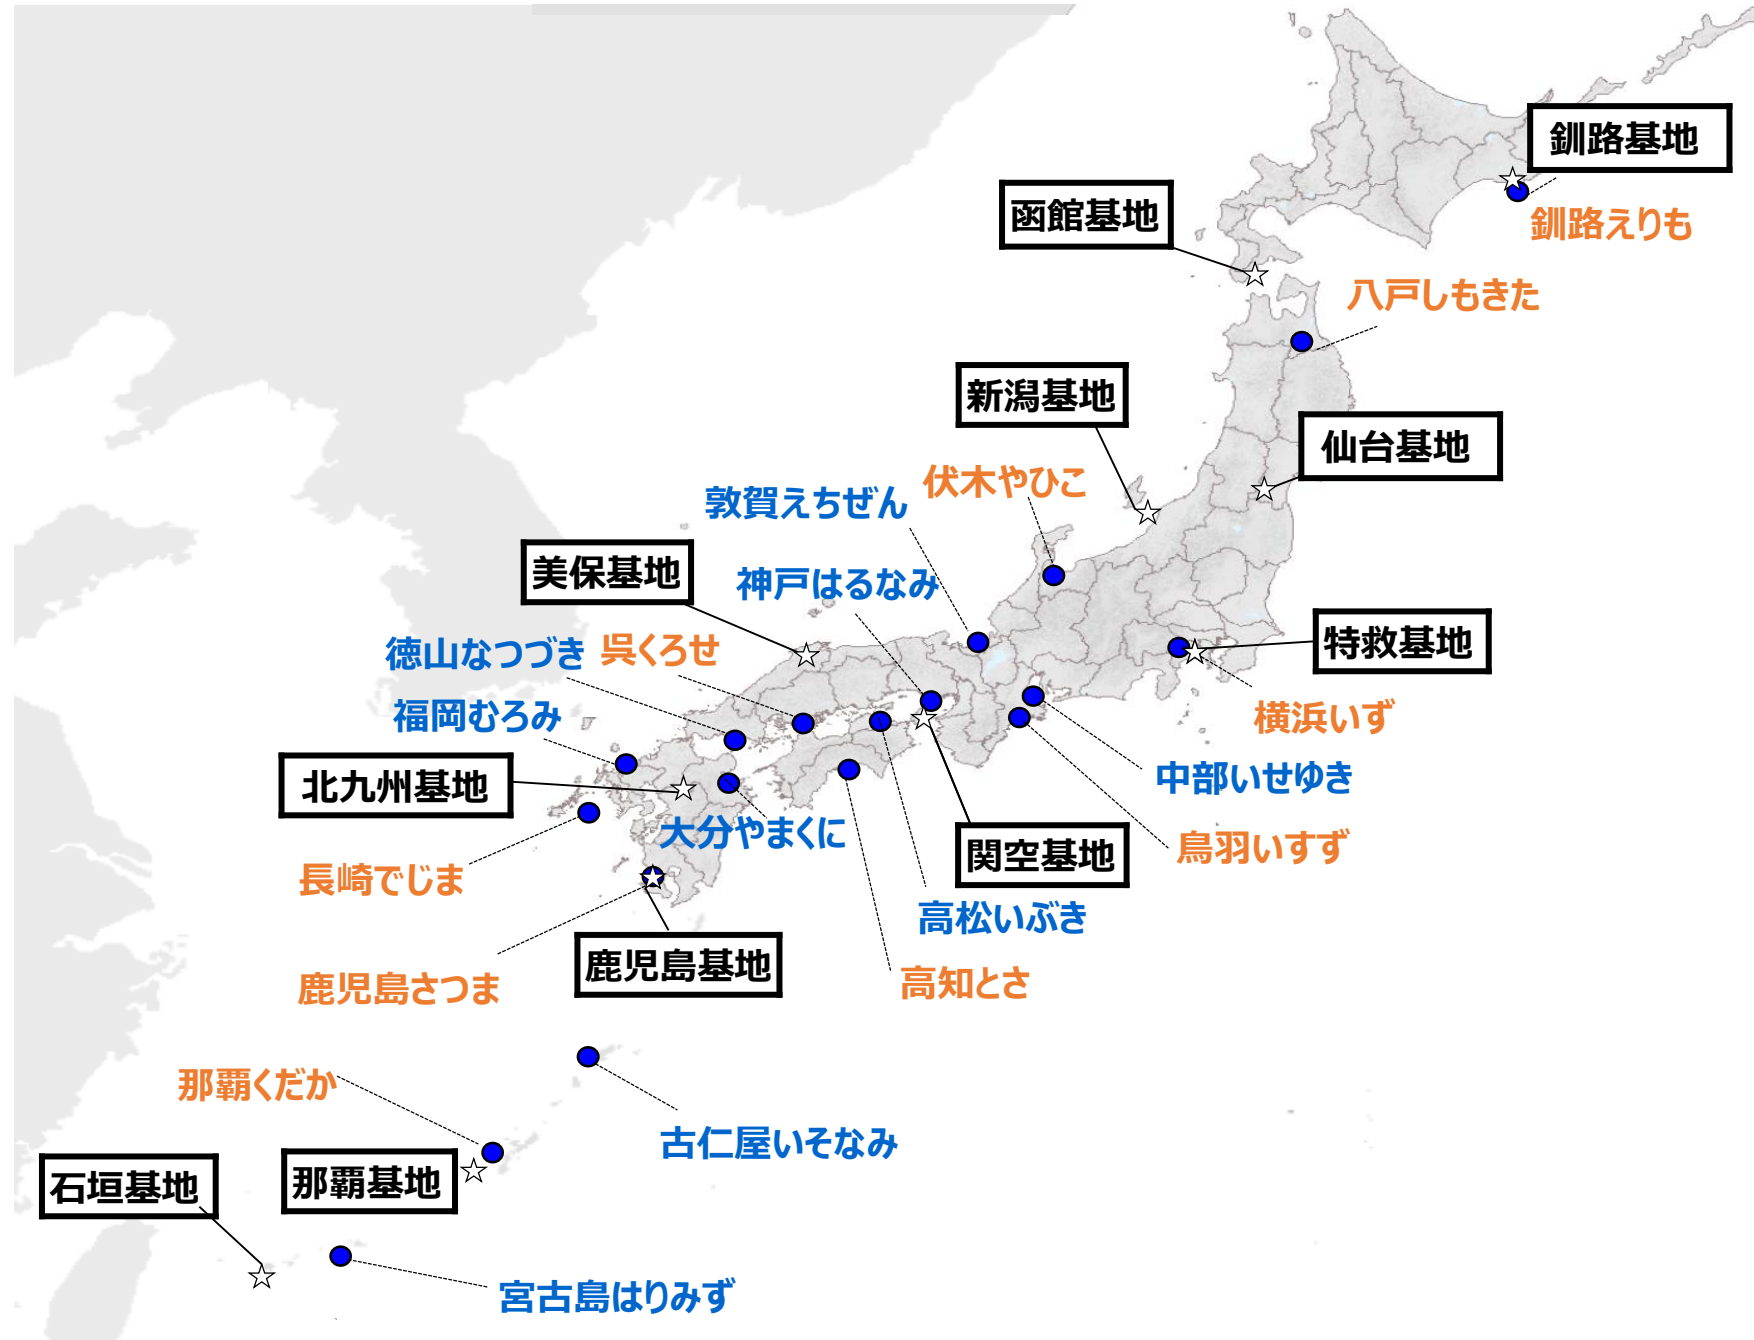 釧路基地
函館基地
釧路えりも
八戸しもきた
新潟基地
仙台基地
伏木やひこ
敦賀えちぜん
美保基地
神戸はるなみ
特救基地
徳山なつづき
呉くろせ
福岡むろみ
横浜いず
北九州基地
中部いせゆき
大分やまくに
関空基地
鳥羽いすず
長崎でじま
高松いぶき
鹿児島基地
高知とさ
鹿児島さつま
那覇くだか
古仁屋いそなみ
石垣基地
那覇基地
宮古島はりみず